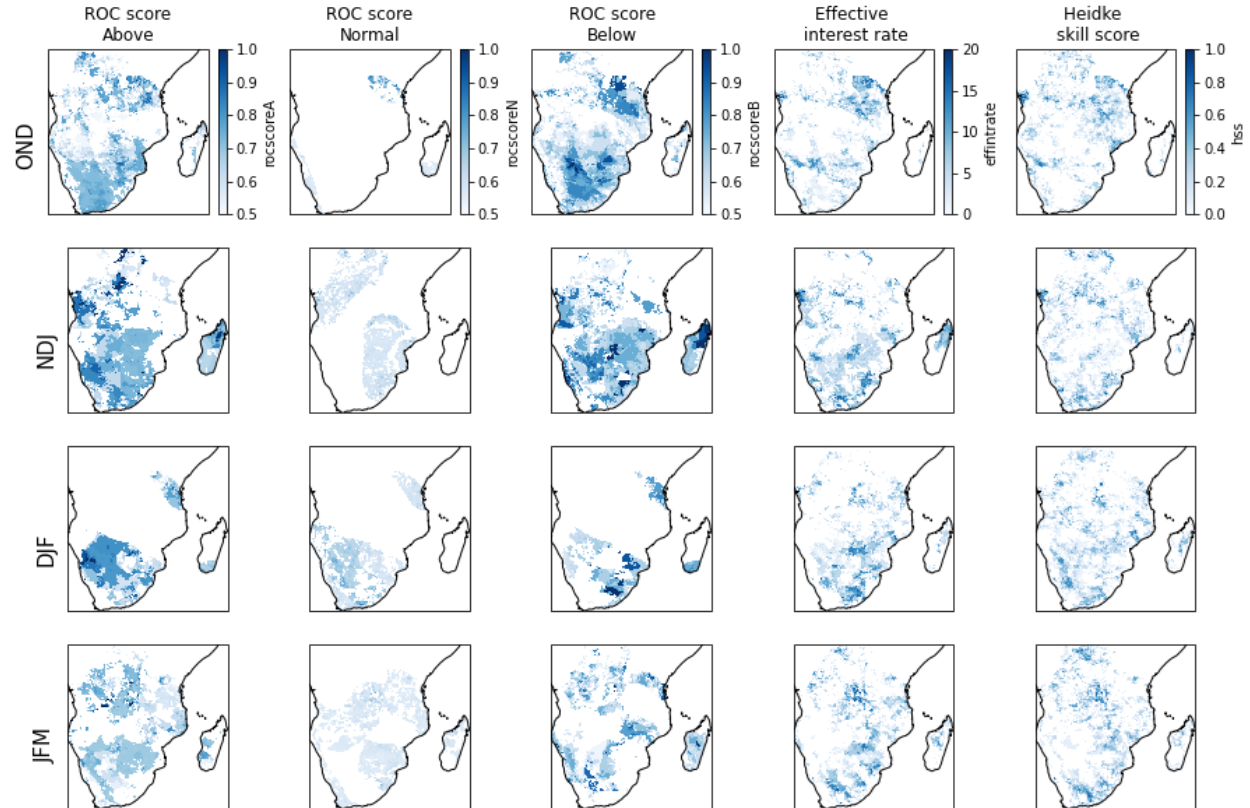 ROC score
Above
ROC score
Normal
ROC score
Below
Effective
interest rate
Heidke
skill score
OND
1.0
0.9
0.8
0.7
0.6
0.5
rocscoreA
1.0
0.9
0.8
0.7
0.6
0.5
rocscoreN
1.0
0.9
0.8
0.7
0.6
0.5
rocscoreB
20
15
10
5
0
effintrate
1.0
0.8
0.6
0.4
0.2
0.0
hss
NDJ
DJF
JFM